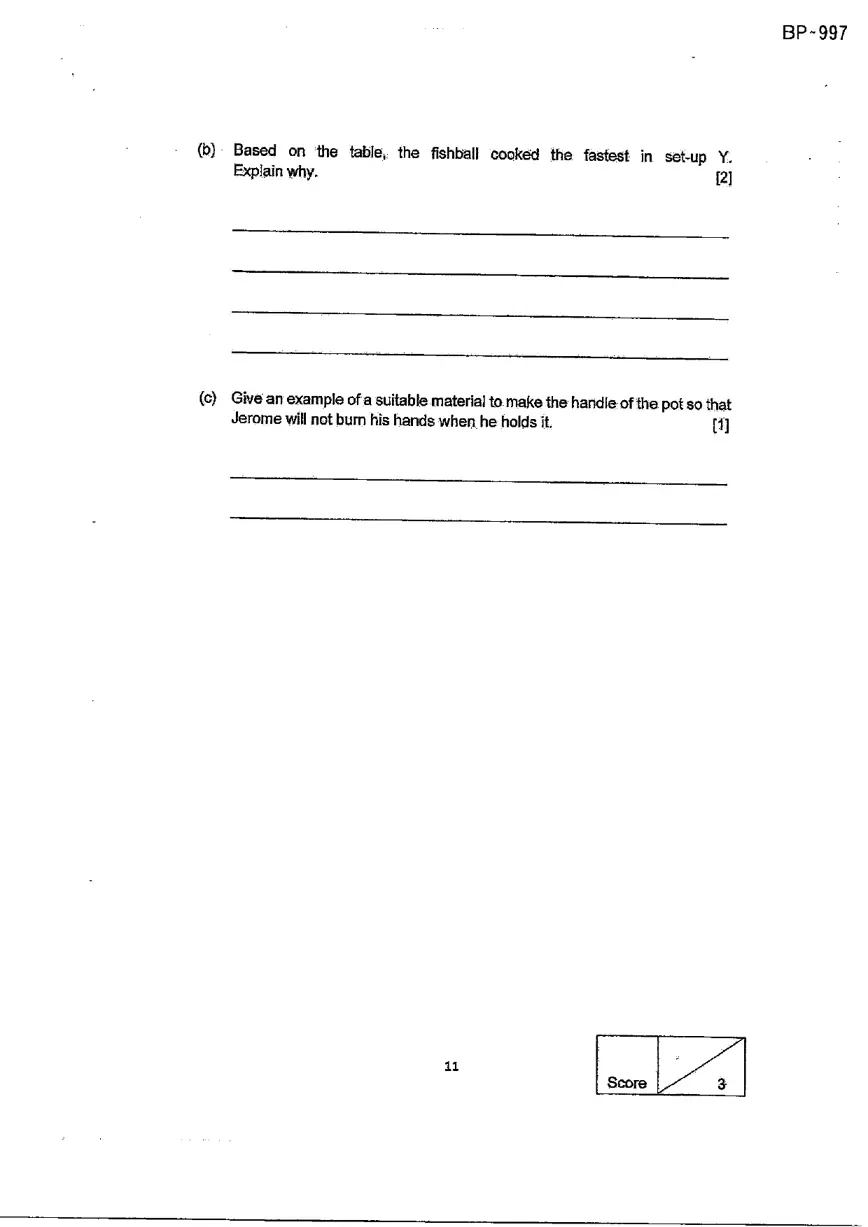 BP-997
(b) Based on the table, the fishball cooked the fastest in set-up Y.
Explain why. [2]
(c) Give an example of a suitable material to make the handle of the pot so that
Jerome will not burn his hands when he holds it. [1]
11
Score 3